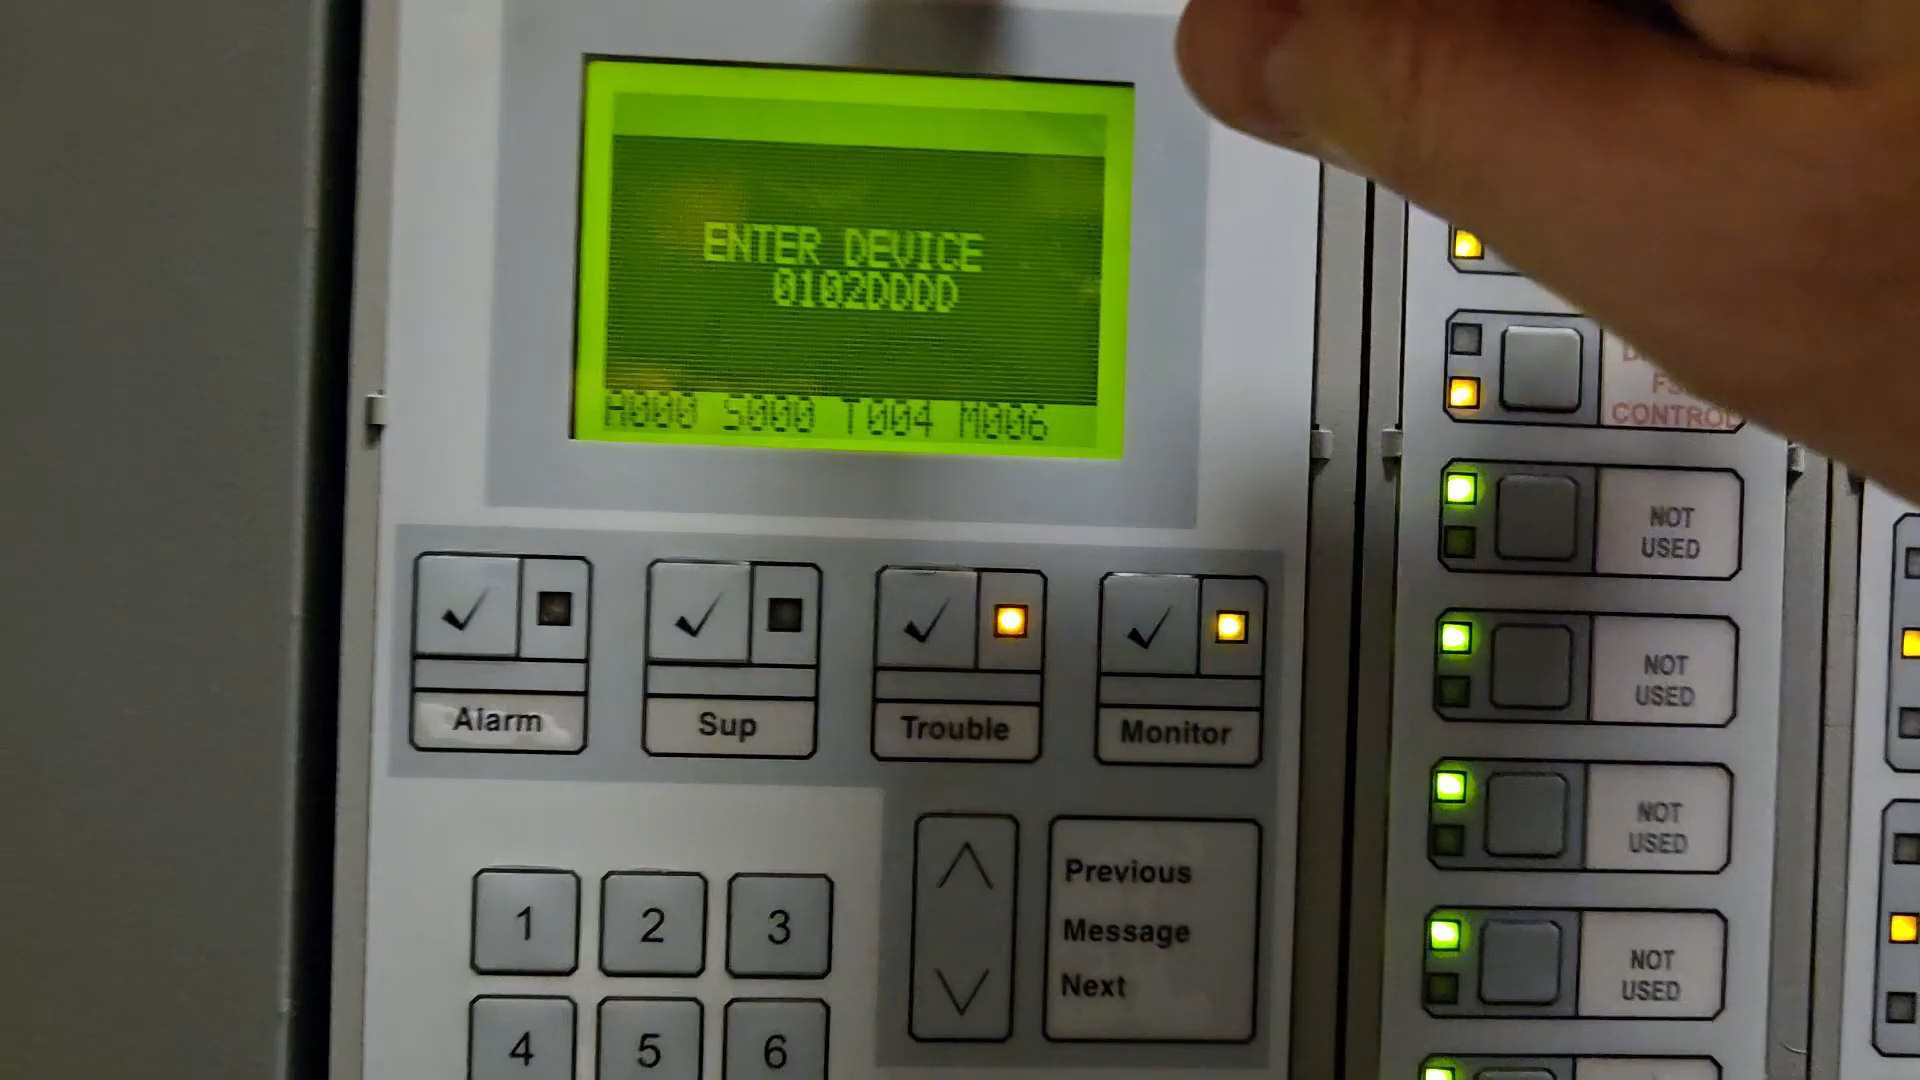 ENTER DEVICE
0102DDDD
A000 S000 T004 M006
CONTROL
NOT
USED
Alarm
Sup
Trouble
Monitor
NOT
USED
NOT
USED
Previous
Message
Next
1 2 3
NOT
USED
4 5 6